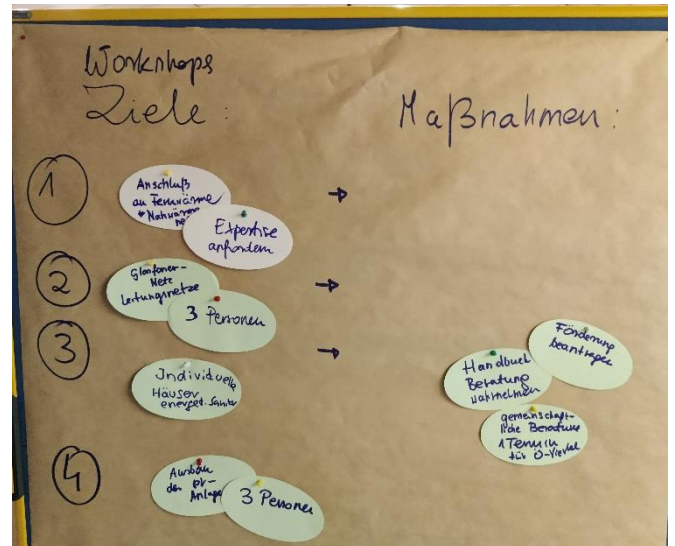 Workshops
Ziele:
Maßnahmen:
1
Anschluß
an Fernwärme
+ Nahwärme
Expertise
anfordern
2
Glasfaser-
Netz
Leitungsnetze
3 Personen
3
Individuelle
Häuser
energet. Sanier
Handbuch
Beratung
wahrnehmen
Förderung
beantragen
gemeinschaft-
liche Beratung
1 Termin
für Ö-Viertel
4
Ausbau
der PV-
Anlage
3 Personen